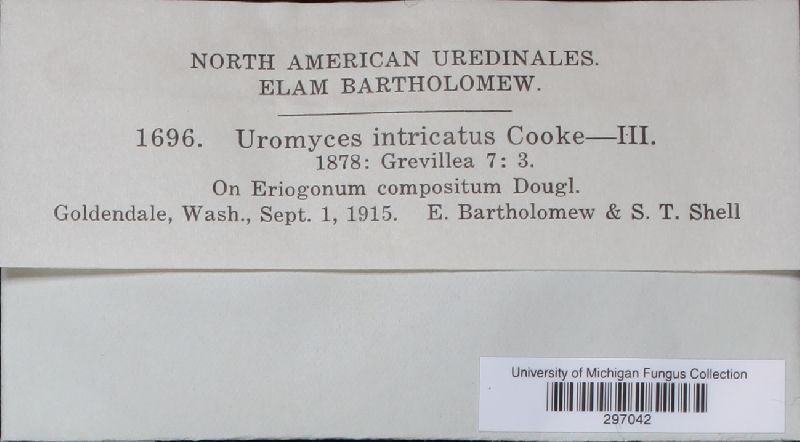 NORTH AMERICAN UREDINALES.
ELAM BARTHOLOMEW.
1696. Uromyces intricatus Cooke—III.
1878: Grevillea 7: 3.
On Eriogonum compositum Dougl.
Goldendale, Wash., Sept. 1, 1915. E. Bartholomew & S. T. Shell
University of Michigan Fungus Collection
297042